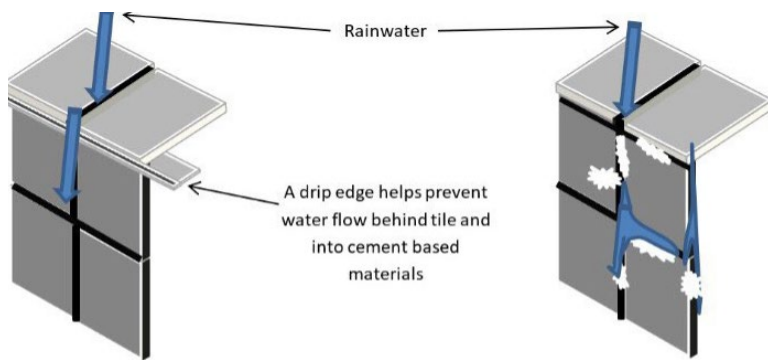 Rainwater
A drip edge helps prevent
water flow behind tile and
into cement based
materials